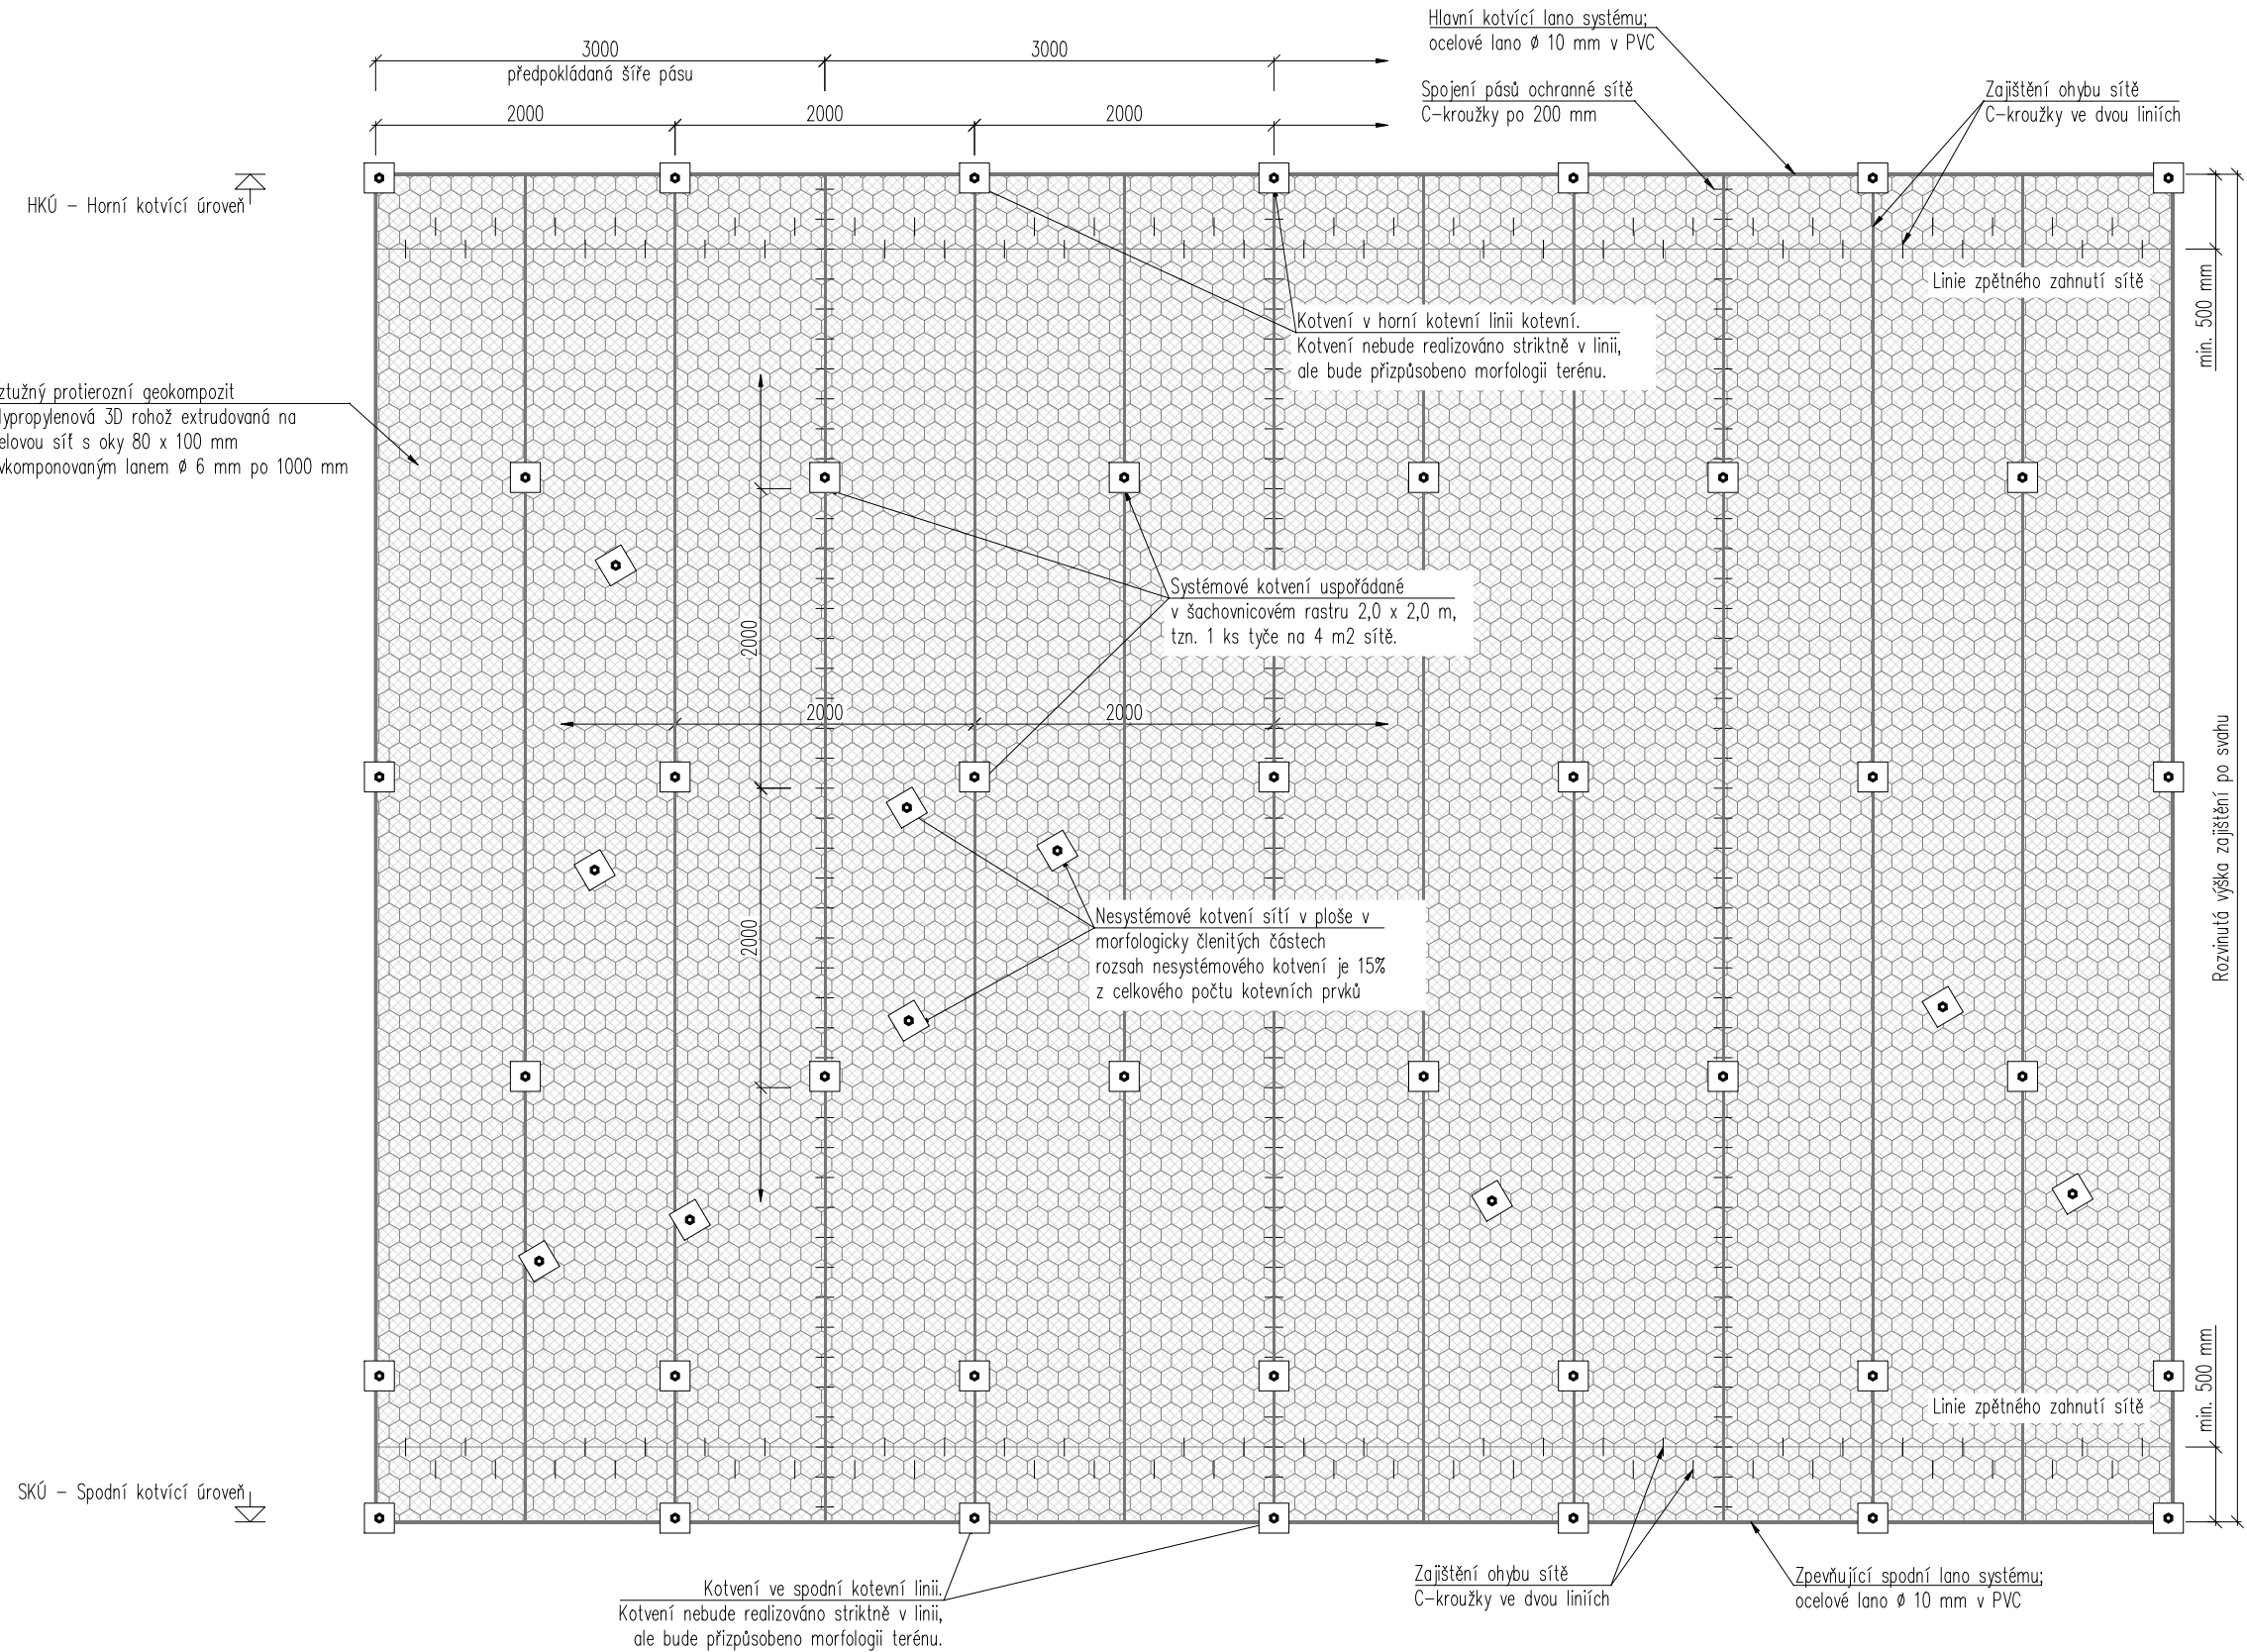 Hlavní kotvící lano systému;
ocelové lano ϕ 10 mm v PVC
3000
3000
předpokládaná šíře pásu
Spojení pásů ochranné sítě
C-kroužky po 200 mm
Zajištění ohybu sítě
C-kroužky ve dvou liniích
2000
2000
2000
HKÚ - Horní kotvící úroveň
Linie zpětného zahnutí sítě
min. 500 mm
Kotvení v horní kotevní linii kotevní.
Kotvení nebude realizováno striktně v linii,
ale bude přizpůsobeno morfologii terénu.
ztužný protierozní geokompozit
lypropylenová 3D rohož extrudovaná na
elovou síť s oky 80 x 100 mm
vkomponovaným lanem ϕ 6 mm po 1000 mm
Systémové kotvení uspořádané
v šachovnicovém rastru 2,0 x 2,0 m,
tzn. 1 ks tyče na 4 m2 sítě.
2000
2000
2000
Rozvinutá výška zajištění po svahu
Nesystémové kotvení sítí v ploše v
morfologicky členitých částech
rozsah nesystémového kotvení je 15%
z celkového počtu kotevních prvků
2000
min. 500 mm
Linie zpětného zahnutí sítě
SKÚ - Spodní kotvící úroveň
Kotvení ve spodní kotevní linii.
Kotvení nebude realizováno striktně v linii,
ale bude přizpůsobeno morfologii terénu.
Zajištění ohybu sítě
C-kroužky ve dvou liniích
Zpevňující spodní lano systému;
ocelové lano ϕ 10 mm v PVC